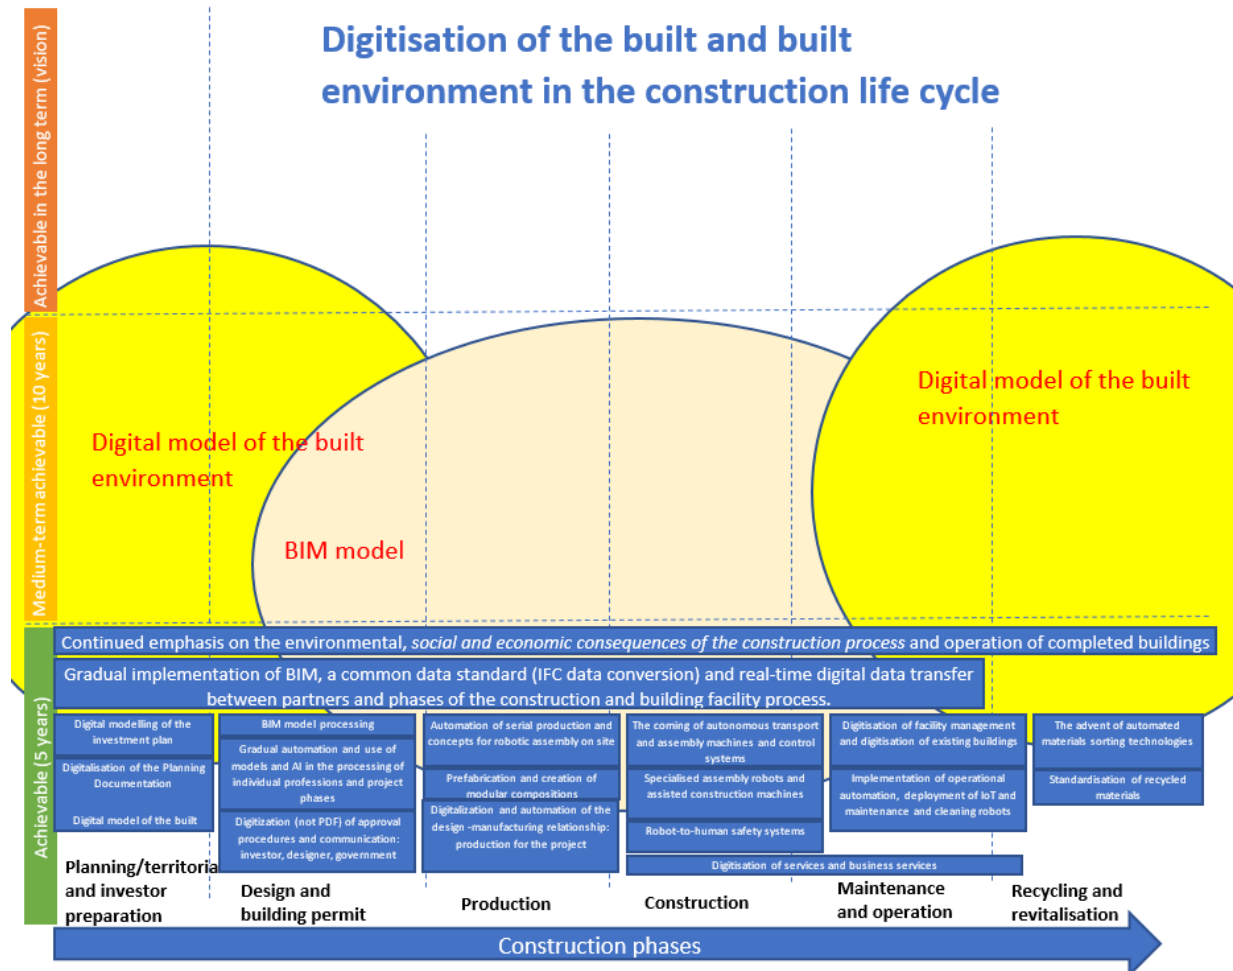 Digitisation of the built and built
environment in the construction life cycle
Achievable in the long term (vision)
Medium-term achievable (10 years)
Achievable (5 years)
Digital model of the built
environment
BIM model
Digital model of the built
environment
Continued emphasis on the environmental, social and economic consequences of the construction process and operation of completed buildings
Gradual implementation of BIM, a common data standard (IFC data conversion) and real-time digital data transfer
between partners and phases of the construction and building facility process.
Digital modelling of the
investment plan
Digitalisation of the Planning
Documentation
Digital model of the built
BIM model processing
Gradual automation and use of
models and AI in the processing of
individual professions and project
phases
Digitization (not PDF) of approval
procedures and communication:
investor, designer, government
Automation of serial production and
concepts for robotic assembly on site
Prefabrication and creation of
modular compositions
Digitalization and automation of the
design -manufacturing relationship:
production for the project
The coming of autonomous transport
and assembly machines and control
systems
Specialised assembly robots and
assisted construction machines
Robot-to-human safety systems
Digitisation of facility management
and digitisation of existing buildings
Implementation of operational
automation, deployment of IoT and
maintenance and cleaning robots
Digitisation of services and business services
The advent of automated
materials sorting technologies
Standardisation of recycled
materials
Planning/territoria
and investor
preparation
Design and
building permit
Production
Construction
Maintenance
and operation
Recycling and
revitalisation
Construction phases